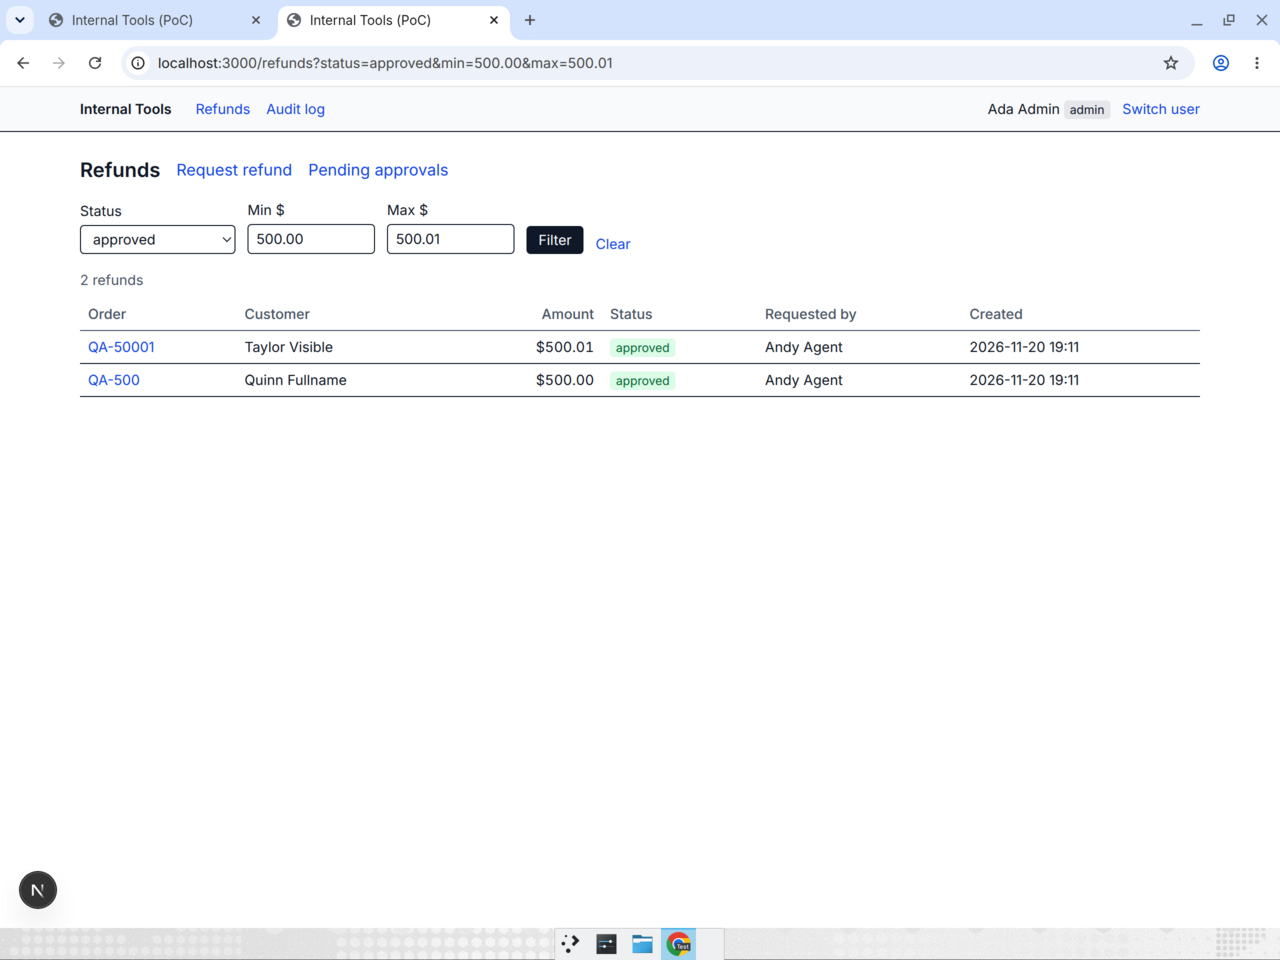 Internal Tools (PoC)
Internal Tools (PoC)
localhost:3000/refunds?status=approved&min=500.00&max=500.01
Internal Tools Refunds Audit log Ada Admin admin Switch user
Refunds Request refund Pending approvals
Status Min $ Max $
approved 500.00 500.01 Filter Clear
2 refunds
Order Customer Amount Status Requested by Created
QA-50001 Taylor Visible $500.01 approved Andy Agent 2026-11-20 19:11
QA-500 Quinn Fullname $500.00 approved Andy Agent 2026-11-20 19:11
N
Test